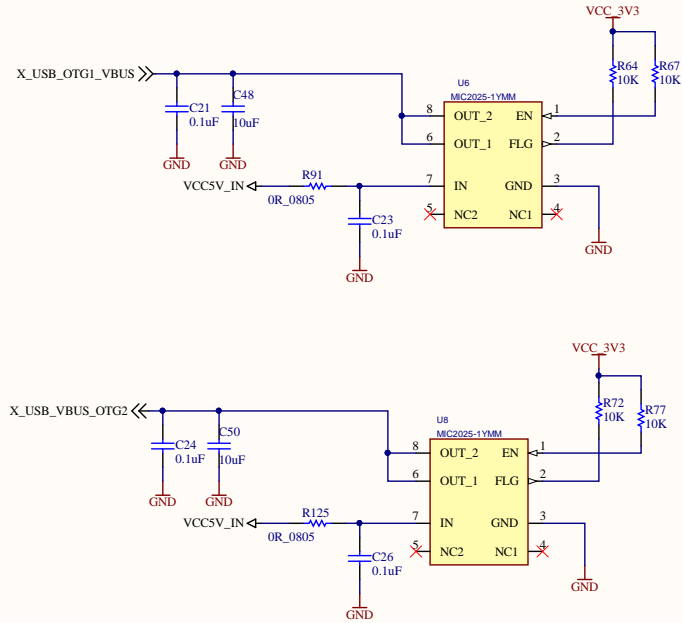 VCC_3V3
R64
10K
R67
10K
X_USB_OTG1_VBUS
C21
0.1uF
C48
10uF
GND
GND
U6
MIC2025-1YMM
8 OUT_2 EN 1
6 OUT_1 FLG 2
7 IN GND 3
5 NC2 NC1 4
VCC5V_IN
R91
0R_0805
C23
0.1uF
GND
GND
VCC_3V3
R72
10K
R77
10K
X_USB_VBUS_OTG2
C24
0.1uF
C50
10uF
GND
GND
U8
MIC2025-1YMM
8 OUT_2 EN 1
6 OUT_1 FLG 2
7 IN GND 3
5 NC2 NC1 4
VCC5V_IN
R125
0R_0805
C26
0.1uF
GND
GND